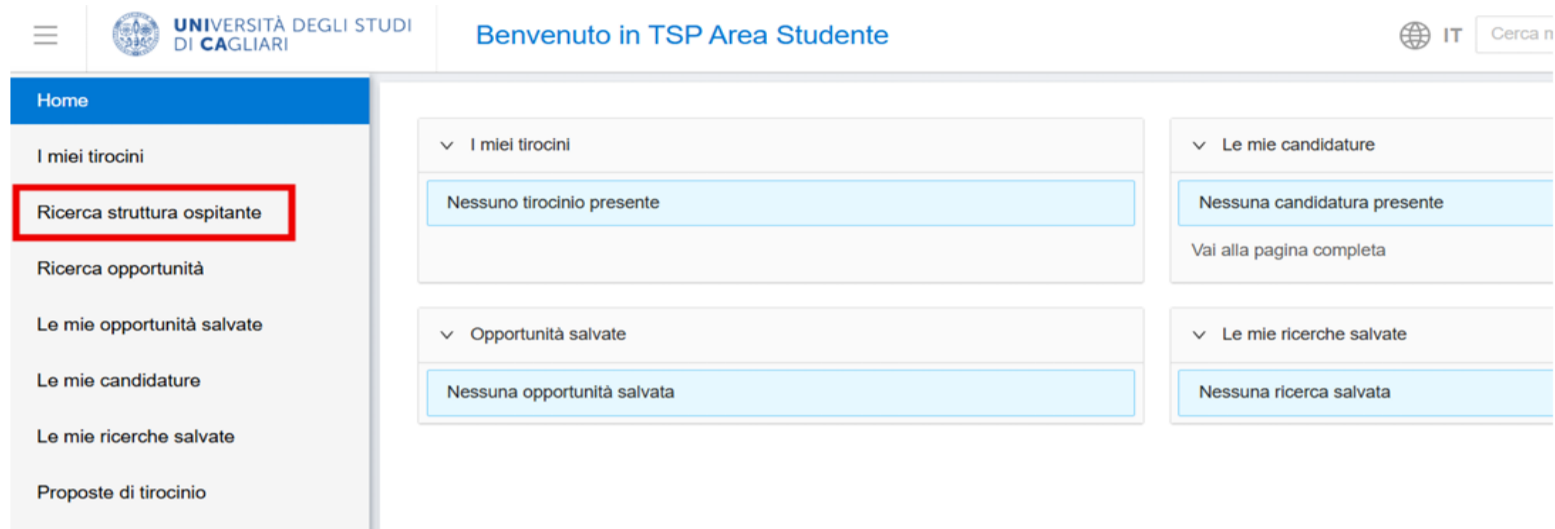 UNIVERSITÀ DEGLI STUDI
DI CAGLIARI
Benvenuto in TSP Area Studente
IT
Cerca
Home
I miei tirocini
Ricerca struttura ospitante
Ricerca opportunità
Le mie opportunità salvate
Le mie candidature
Le mie ricerche salvate
Proposte di tirocinio
I miei tirocini
Nessuno tirocinio presente
Le mie candidature
Nessuna candidatura presente
Vai alla pagina completa
Opportunità salvate
Nessuna opportunità salvata
Le mie ricerche salvate
Nessuna ricerca salvata